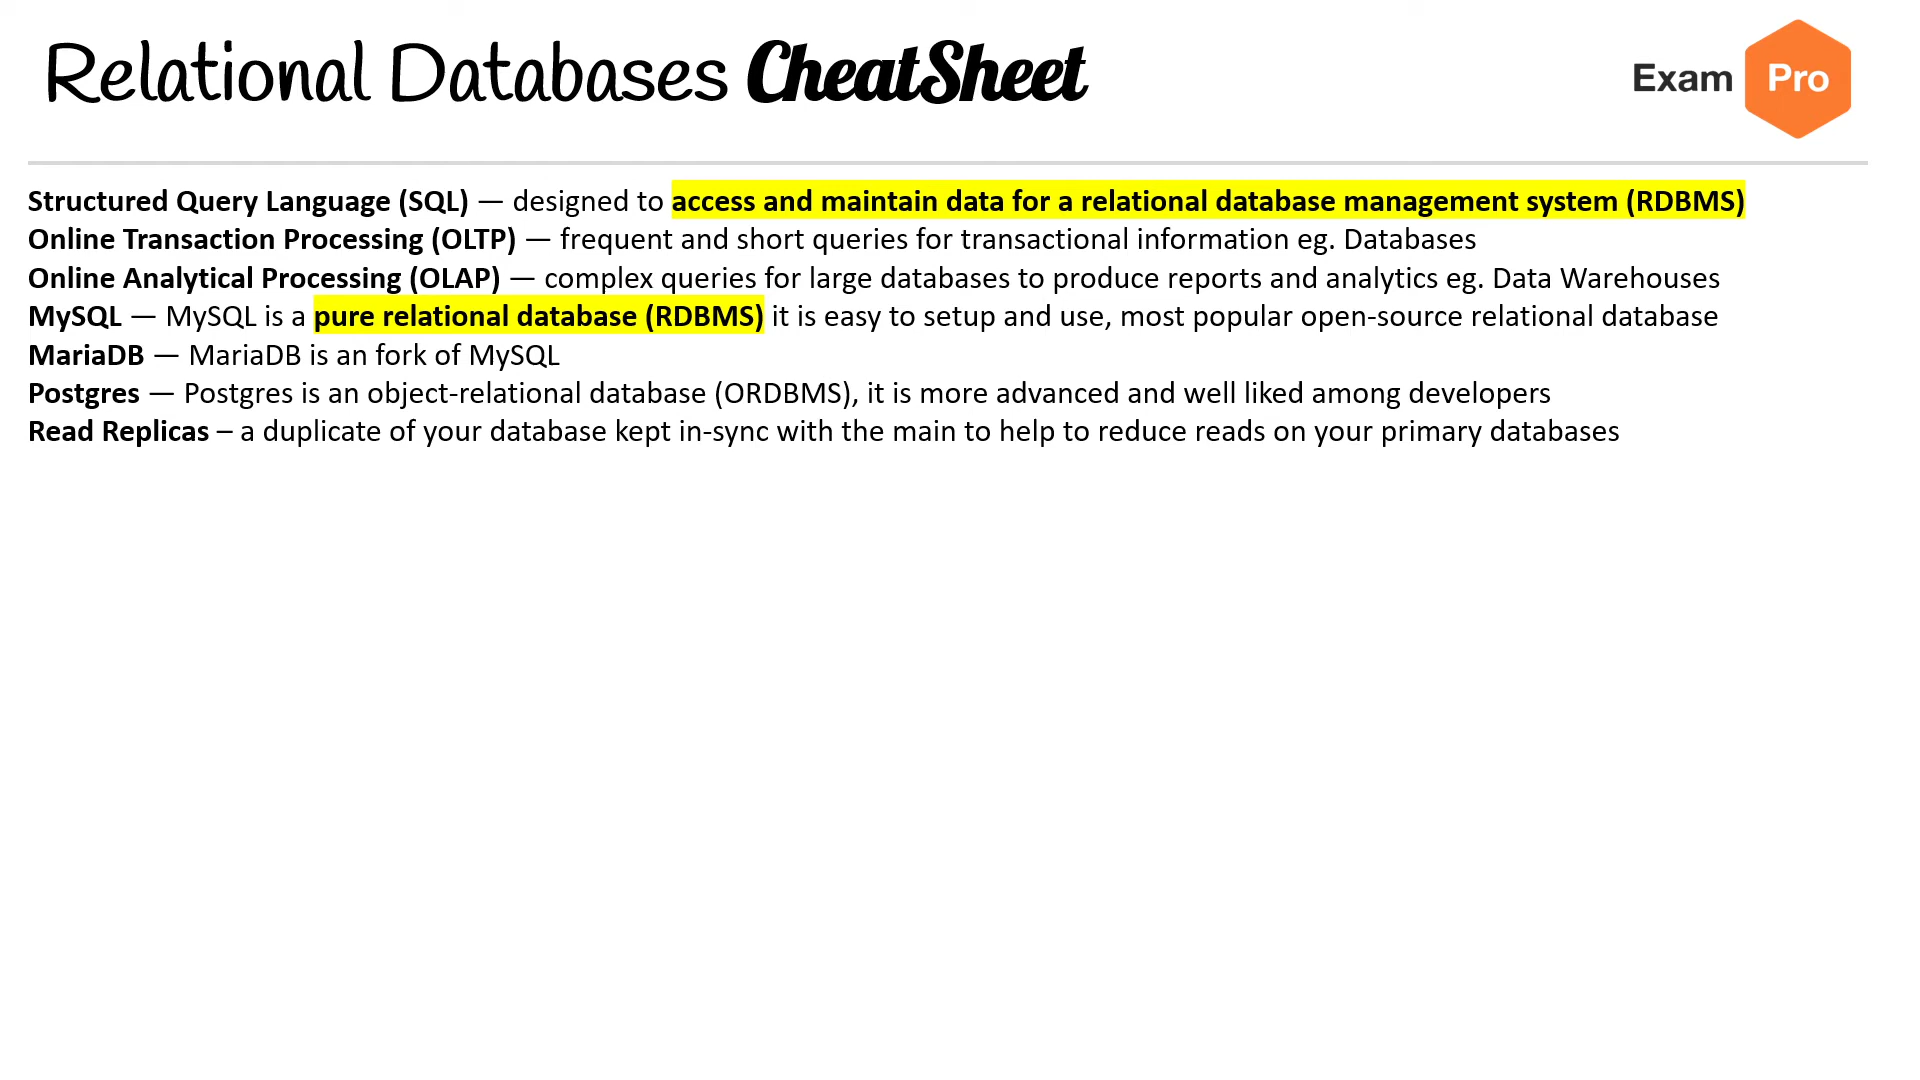 Relational Databases CheatSheet
Exam Pro
Structured Query Language (SQL) — designed to access and maintain data for a relational database management system (RDBMS)
Online Transaction Processing (OLTP) — frequent and short queries for transactional information eg. Databases
Online Analytical Processing (OLAP) — complex queries for large databases to produce reports and analytics eg. Data Warehouses
MySQL — MySQL is a pure relational database (RDBMS) it is easy to setup and use, most popular open-source relational database
MariaDB — MariaDB is an fork of MySQL
Postgres — Postgres is an object-relational database (ORDBMS), it is more advanced and well liked among developers
Read Replicas – a duplicate of your database kept in-sync with the main to help to reduce reads on your primary databases